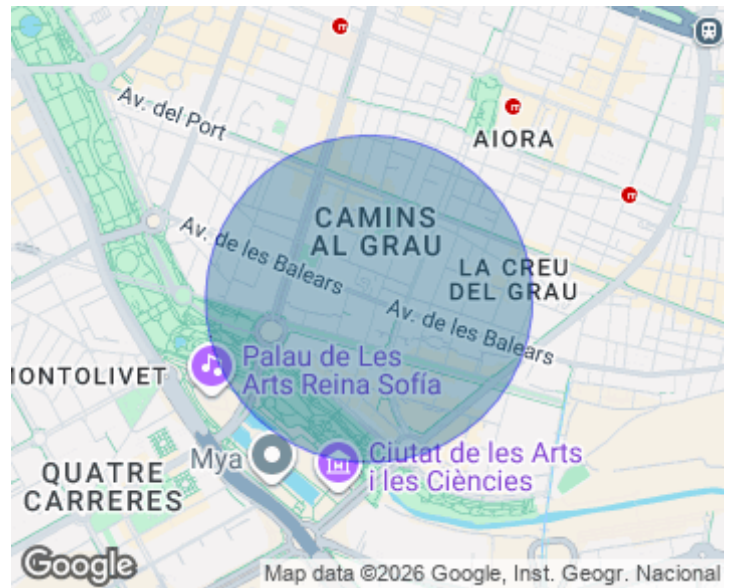 Av. del Port
AIORA
CAMINS
AL GRAU
Av. de les Balears
LA CREU
DEL GRAU
Av. de les Balears
Palau de Les
Arts Reina Sofía
MONTOLIVET
Mya
Ciutat de les Arts
i les Ciències
QUATRE
CARRERES
Google
Map data ©2026 Google, Inst. Geogr. Nacional